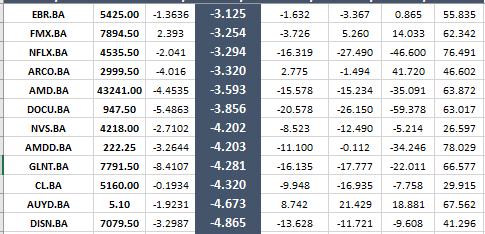 EBR.BA 5425.00 -1.3636 -3.125 -1.632 -3.367 0.865 55.835
FMX.BA 7894.50 2.393 -3.254 -3.726 5.260 14.033 62.342
NFLX.BA 4535.50 -2.041 -3.294 -16.319 -27.490 -46.600 76.491
ARCO.BA 2999.50 -4.016 -3.320 2.775 -1.494 41.720 46.602
AMD.BA 43241.00 -4.4535 -3.593 -15.578 -15.234 -35.091 63.872
DOCU.BA 947.50 -5.4863 -3.856 -20.578 -26.150 -59.378 63.017
NVS.BA 4218.00 -2.7102 -4.202 -8.523 -12.490 -5.214 26.597
AMDD.BA 222.25 -3.2644 -4.203 -11.100 -0.112 -34.246 78.029
GLNT.BA 7791.50 -8.4107 -4.281 -16.135 -17.777 -22.011 66.577
CL.BA 5160.00 -0.1934 -4.320 -9.948 -16.935 -7.758 29.915
AUYD.BA 5.10 -1.9231 -4.673 8.742 21.429 18.881 67.562
DISN.BA 7079.50 -3.2987 -4.865 -13.628 -11.721 -9.608 41.296